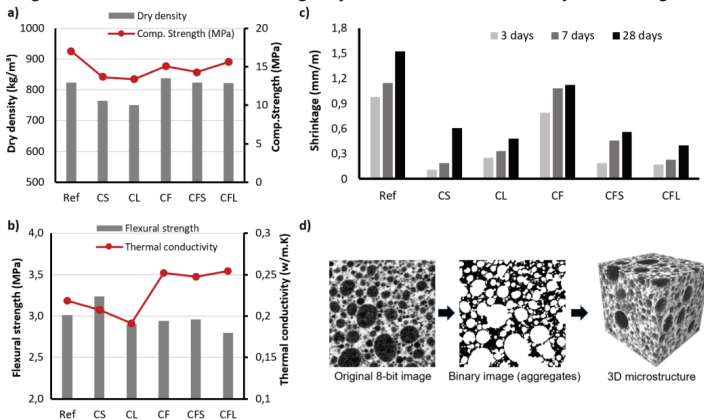 a)
Dry density
Comp. Strength (MPa)
Dry density (kg/m³)
1000
900
800
700
600
500
Comp.Strength (MPa)
20
15
10
5
0
Ref CS CL CF CFS CFL
c)
3 days 7 days 28 days
Shrinkage (mm/m)
1,8
1,5
1,2
0,9
0,6
0,3
0
Ref CS CL CF CFS CFL
b)
Flexural strength
Thermal conductivity
Flexural strength (MPa)
4,0
3,5
3,0
2,5
2,0
Thermal conductivity (w/m.K)
0,3
0,25
0,2
0,15
0,1
Ref CS CL CF CFS CFL
d)
Original 8-bit image
Binary image (aggregates)
3D microstructure